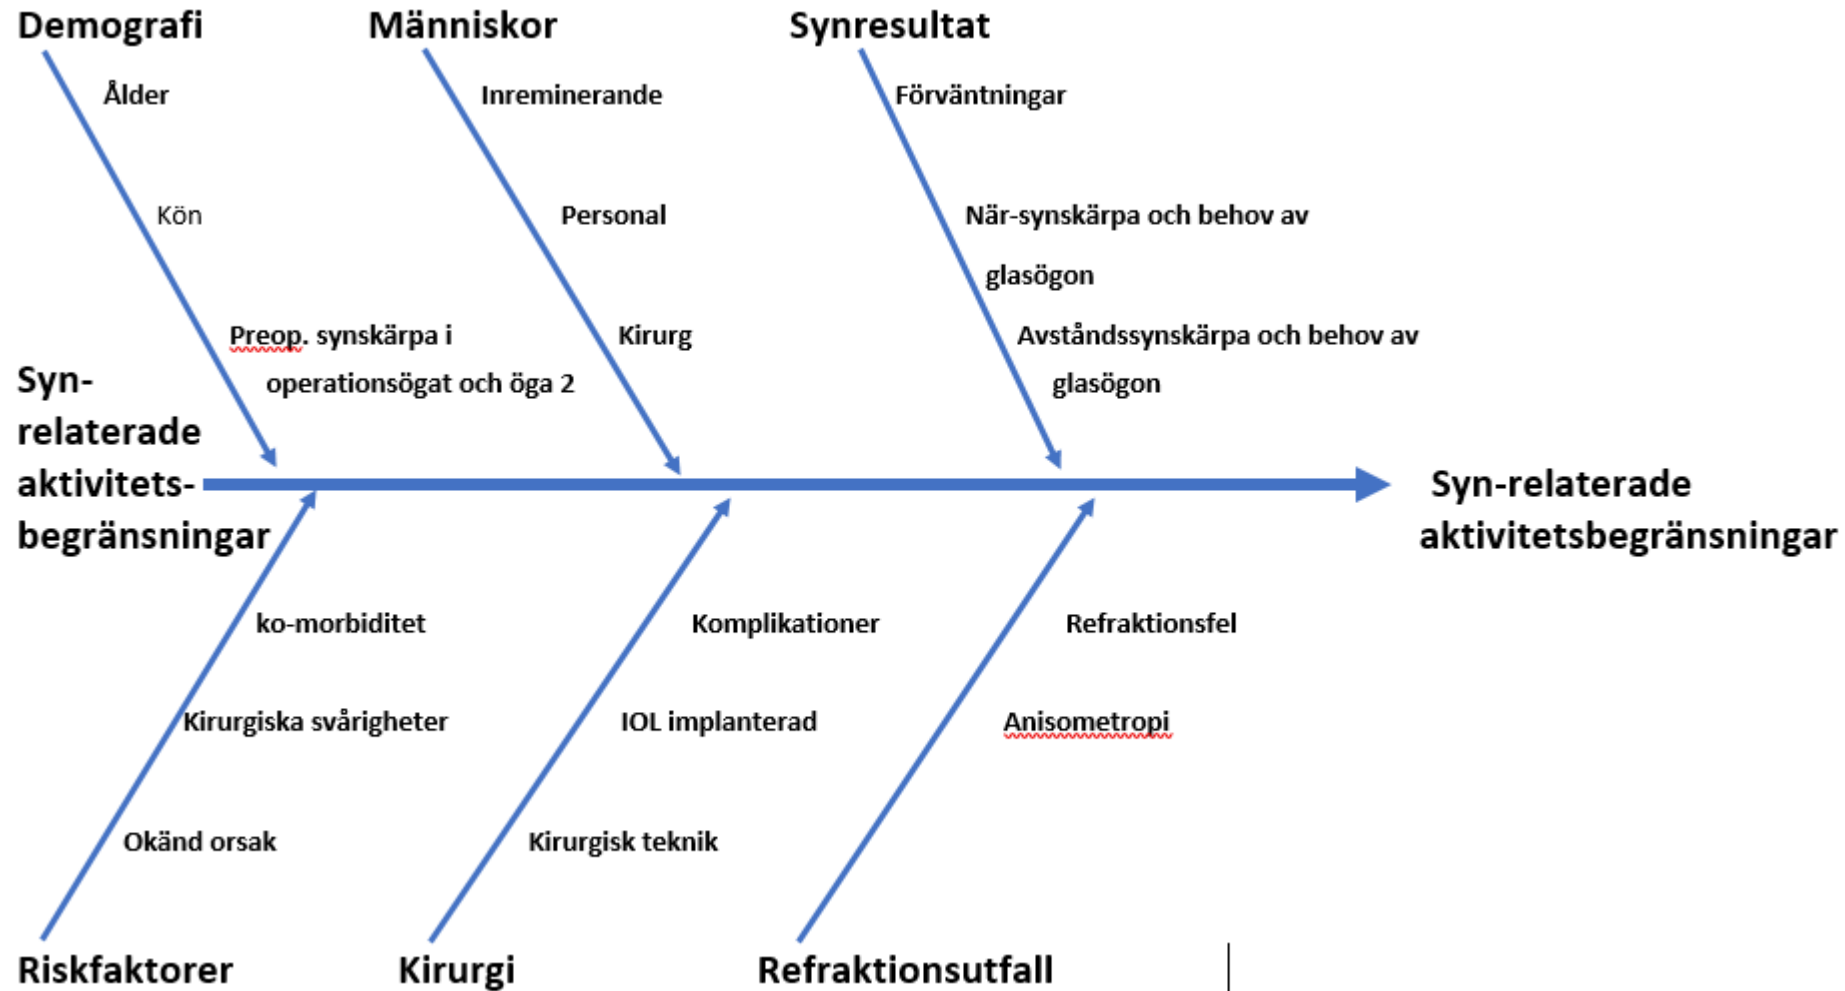 Demografi
Människor
Synresultat
Ålder
Inreminerande
Förväntningar
Kön
Personal
När-synskärpa och behov av
glasögon
Preop. synskärpa i
operationsögat och öga 2
Kirurg
Avståndssynskärpa och behov av
glasögon
Syn-
relaterade
aktivitets-
begränsningar
Syn-relaterade
aktivitetsbegränsningar
ko-morbiditet
Komplikationer
Refraktionsfel
Kirurgiska svårigheter
IOL implanterad
Anisometropi
Okänd orsak
Kirurgisk teknik
Riskfaktorer
Kirurgi
Refraktionsutfall